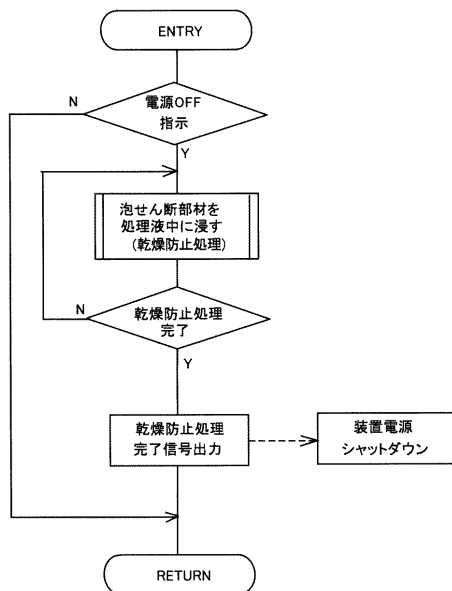 ENTRY
N
電源OFF
指示
Y
泡せん断部材を
処理液中に浸す
(乾燥防止処理)
N
乾燥防止処理
完了
Y
乾燥防止処理
完了信号出力
装置電源
シャットダウン
RETURN